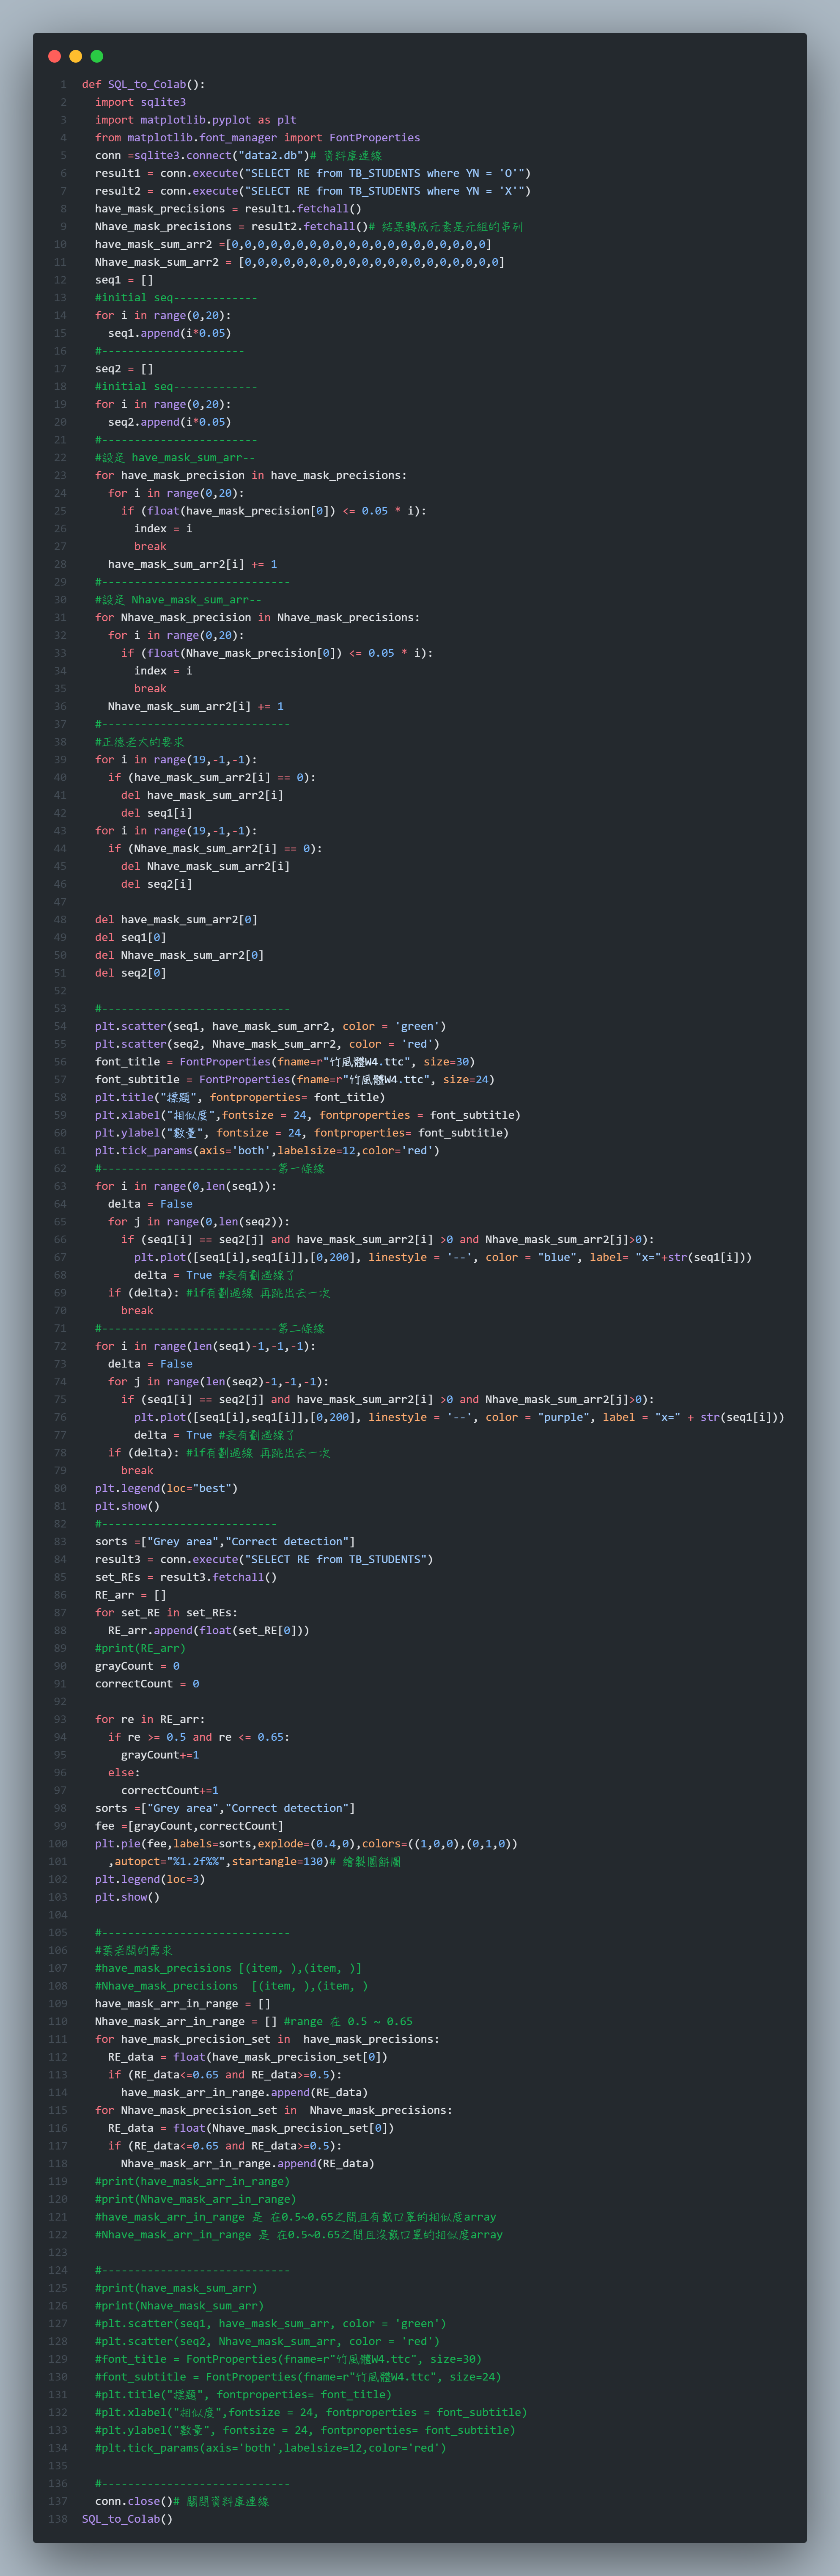 1 def SQL_to_Colab():
2   import sqlite3
3   import matplotlib.pyplot as plt
4   from matplotlib.font_manager import FontProperties
5   conn =sqlite3.connect("data2.db")# 資料庫連線
6   result1 = conn.execute("SELECT RE from TB_STUDENTS where YN = 'O'")
7   result2 = conn.execute("SELECT RE from TB_STUDENTS where YN = 'X'")
8   have_mask_precisions = result1.fetchall()
9   Nhave_mask_precisions = result2.fetchall()# 結果轉成元素是元組的串列
10   have_mask_sum_arr2 =[0,0,0,0,0,0,0,0,0,0,0,0,0,0,0,0,0,0,0,0]
11   Nhave_mask_sum_arr2 = [0,0,0,0,0,0,0,0,0,0,0,0,0,0,0,0,0,0,0,0]
12   seq1 = []
13   #initial seq-------------
14   for i in range(0,20):
15     seq1.append(i*0.05)
16   #----------------------
17   seq2 = []
18   #initial seq-------------
19   for i in range(0,20):
20     seq2.append(i*0.05)
21   #------------------------
22   #設定 have_mask_sum_arr--
23   for have_mask_precision in have_mask_precisions:
24     for i in range(0,20):
25       if (float(have_mask_precision[0]) <= 0.05 * i):
26         index = i
27         break
28     have_mask_sum_arr2[i] += 1
29   #-----------------------------
30   #設定 Nhave_mask_sum_arr--
31   for Nhave_mask_precision in Nhave_mask_precisions:
32     for i in range(0,20):
33       if (float(Nhave_mask_precision[0]) <= 0.05 * i):
34         index = i
35         break
36     Nhave_mask_sum_arr2[i] += 1
37   #-----------------------------
38   #正德老大的要求
39   for i in range(19,-1,-1):
40     if (have_mask_sum_arr2[i] == 0):
41       del have_mask_sum_arr2[i]
42       del seq1[i]
43   for i in range(19,-1,-1):
44     if (Nhave_mask_sum_arr2[i] == 0):
45       del Nhave_mask_sum_arr2[i]
46       del seq2[i]
47
48   del have_mask_sum_arr2[0]
49   del seq1[0]
50   del Nhave_mask_sum_arr2[0]
51   del seq2[0]
52
53   #-----------------------------
54   plt.scatter(seq1, have_mask_sum_arr2, color = 'green')
55   plt.scatter(seq2, Nhave_mask_sum_arr2, color = 'red')
56   font_title = FontProperties(fname=r"竹風體W4.ttc", size=30)
57   font_subtitle = FontProperties(fname=r"竹風體W4.ttc", size=24)
58   plt.title("標題", fontproperties= font_title)
59   plt.xlabel("相似度",fontsize = 24, fontproperties = font_subtitle)
60   plt.ylabel("數量", fontsize = 24, fontproperties= font_subtitle)
61   plt.tick_params(axis='both',labelsize=12,color='red')
62   #---------------------------第一條線
63   for i in range(0,len(seq1)):
64     delta = False
65     for j in range(0,len(seq2)):
66       if (seq1[i] == seq2[j] and have_mask_sum_arr2[i] >0 and Nhave_mask_sum_arr2[j]>0):
67         plt.plot([seq1[i],seq1[i]],[0,200], linestyle = '--', color = "blue", label= "x="+str(seq1[i]))
68         delta = True #表有劃過線了
69     if (delta): #if有劃過線 再跳出去一次
70       break
71   #---------------------------第二條線
72   for i in range(len(seq1)-1,-1,-1):
73     delta = False
74     for j in range(len(seq2)-1,-1,-1):
75       if (seq1[i] == seq2[j] and have_mask_sum_arr2[i] >0 and Nhave_mask_sum_arr2[j]>0):
76         plt.plot([seq1[i],seq1[i]],[0,200], linestyle = '--', color = "purple", label = "x=" + str(seq1[i]))
77         delta = True #表有劃過線了
78     if (delta): #if有劃過線 再跳出去一次
79       break
80   plt.legend(loc="best")
81   plt.show()
82   #---------------------------
83   sorts =["Grey area","Correct detection"]
84   result3 = conn.execute("SELECT RE from TB_STUDENTS")
85   set_REs = result3.fetchall()
86   RE_arr = []
87   for set_RE in set_REs:
88     RE_arr.append(float(set_RE[0]))
89   #print(RE_arr)
90   grayCount = 0
91   correctCount = 0
92
93   for re in RE_arr:
94     if re >= 0.5 and re <= 0.65:
95       grayCount+=1
96     else:
97       correctCount+=1
98   sorts =["Grey area","Correct detection"]
99   fee =[grayCount,correctCount]
100   plt.pie(fee,labels=sorts,explode=(0.4,0),colors=((1,0,0),(0,1,0))
101     ,autopct="%1.2f%%",startangle=130)# 繪製圓餅圖
102   plt.legend(loc=3)
103   plt.show()
104
105   #-----------------------------
106   #葉老闆的需求
107   #have_mask_precisions [(item, ),(item, )]
108   #Nhave_mask_precisions  [(item, ),(item, )
109   have_mask_arr_in_range = []
110   Nhave_mask_arr_in_range = [] #range 在 0.5 ~ 0.65
111   for have_mask_precision_set in  have_mask_precisions:
112     RE_data = float(have_mask_precision_set[0])
113     if (RE_data<=0.65 and RE_data>=0.5):
114       have_mask_arr_in_range.append(RE_data)
115   for Nhave_mask_precision_set in  Nhave_mask_precisions:
116     RE_data = float(Nhave_mask_precision_set[0])
117     if (RE_data<=0.65 and RE_data>=0.5):
118       Nhave_mask_arr_in_range.append(RE_data)
119   #print(have_mask_arr_in_range)
120   #print(Nhave_mask_arr_in_range)
121   #have_mask_arr_in_range 是 在0.5~0.65之間且有戴口罩的相似度array
122   #Nhave_mask_arr_in_range 是 在0.5~0.65之間且沒戴口罩的相似度array
123
124   #-----------------------------
125   #print(have_mask_sum_arr)
126   #print(Nhave_mask_sum_arr)
127   #plt.scatter(seq1, have_mask_sum_arr, color = 'green')
128   #plt.scatter(seq2, Nhave_mask_sum_arr, color = 'red')
129   #font_title = FontProperties(fname=r"竹風體W4.ttc", size=30)
130   #font_subtitle = FontProperties(fname=r"竹風體W4.ttc", size=24)
131   #plt.title("標題", fontproperties= font_title)
132   #plt.xlabel("相似度",fontsize = 24, fontproperties = font_subtitle)
133   #plt.ylabel("數量", fontsize = 24, fontproperties= font_subtitle)
134   #plt.tick_params(axis='both',labelsize=12,color='red')
135
136   #-----------------------------
137   conn.close()# 關閉資料庫連線
138 SQL_to_Colab()